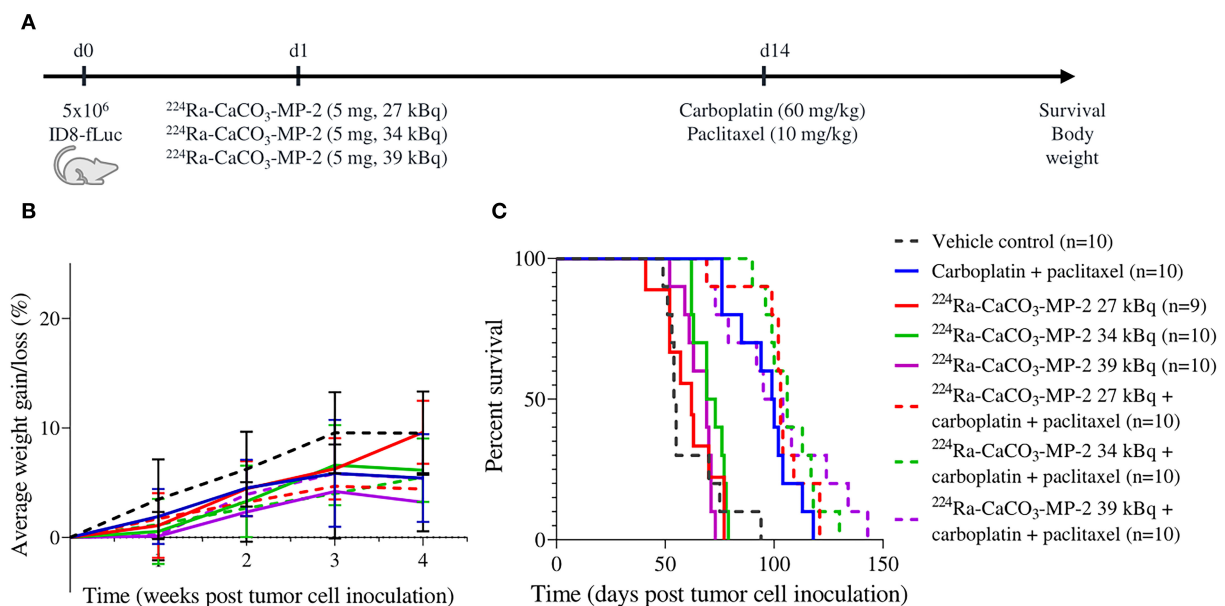 A
d0 d1 d14
5x10⁶
ID8-fLuc
²²⁴Ra-CaCO₃-MP-2 (5 mg, 27 kBq)
²²⁴Ra-CaCO₃-MP-2 (5 mg, 34 kBq)
²²⁴Ra-CaCO₃-MP-2 (5 mg, 39 kBq)
Carboplatin (60 mg/kg)
Paclitaxel (10 mg/kg)
Survival
Body
weight
B
Average weight gain/loss (%)
20
10
0
1 2 3 4
Time (weeks post tumor cell inoculation)
C
Percent survival
100
50
0
0 50 100 150
Time (days post tumor cell inoculation)
Vehicle control (n=10)
Carboplatin + paclitaxel (n=10)
²²⁴Ra-CaCO₃-MP-2 27 kBq (n=9)
²²⁴Ra-CaCO₃-MP-2 34 kBq (n=10)
²²⁴Ra-CaCO₃-MP-2 39 kBq (n=10)
²²⁴Ra-CaCO₃-MP-2 27 kBq +
carboplatin + paclitaxel (n=10)
²²⁴Ra-CaCO₃-MP-2 34 kBq +
carboplatin + paclitaxel (n=10)
²²⁴Ra-CaCO₃-MP-2 39 kBq +
carboplatin + paclitaxel (n=10)